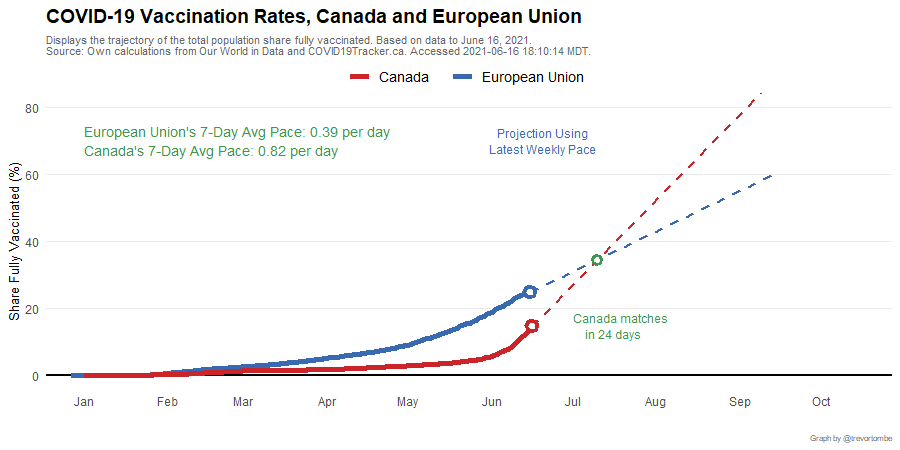 COVID-19 Vaccination Rates, Canada and European Union
Displays the trajectory of the total population share fully vaccinated. Based on data to June 16, 2021.
Source: Own calculations from Our World in Data and COVID19Tracker.ca. Accessed 2021-06-16 18:10:14 MDT.
Canada European Union
European Union's 7-Day Avg Pace: 0.39 per day
Canada's 7-Day Avg Pace: 0.82 per day
Projection Using
Latest Weekly Pace
Canada matches
in 24 days
Share Fully Vaccinated (%)
80
60
40
20
0
Jan Feb Mar Apr May Jun Jul Aug Sep Oct
Graph by @trevortombe